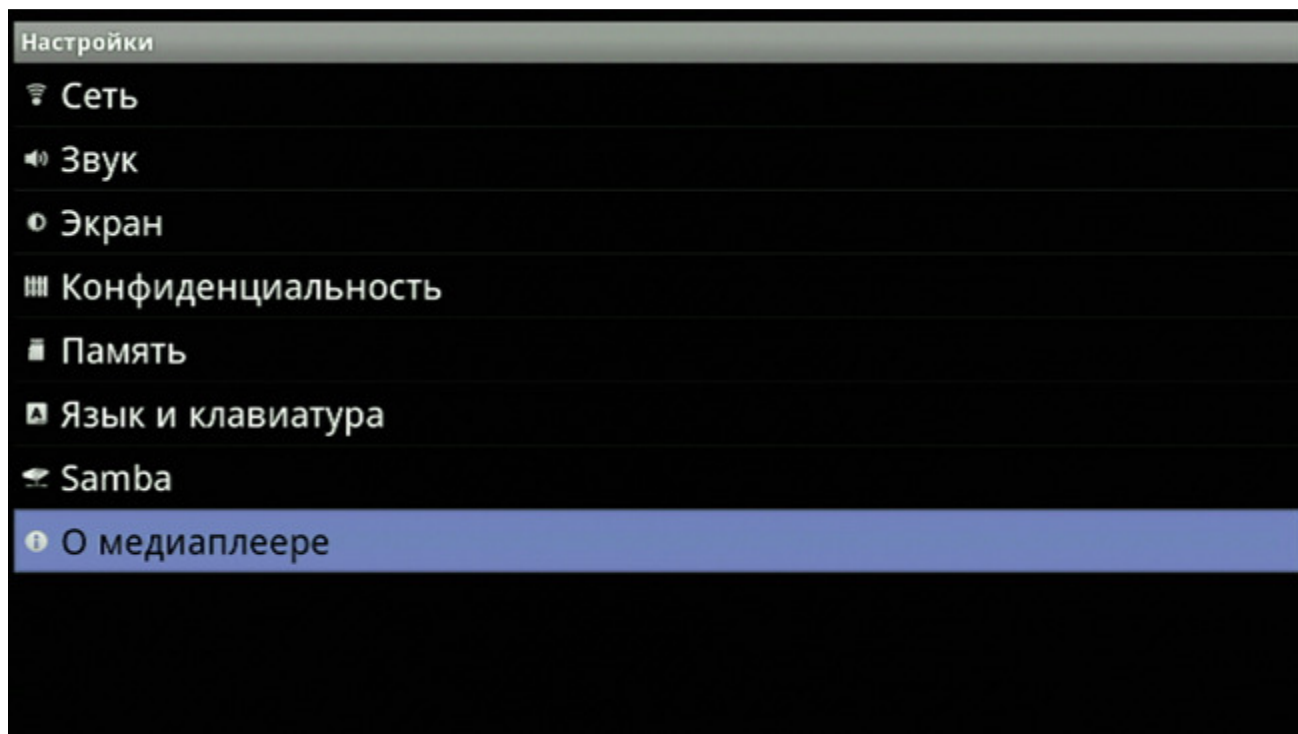 Настройки
Сеть
Звук
Экран
Конфиденциальность
Память
Язык и клавиатура
Samba
О медиаплеере